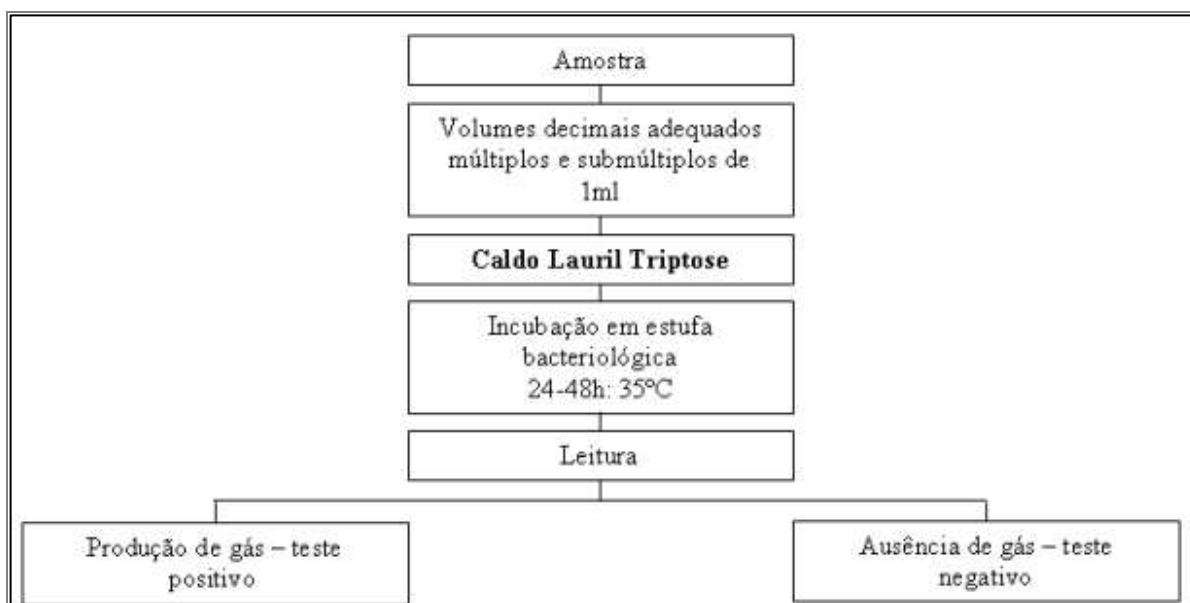 Amostra
Volumes decimais adequados
múltiplos e submúltiplos de
1ml
Caldo Lauril Triptose
Incubação em estufa
bacteriológica
24-48h: 35ºC
Leitura
Produção de gás – teste
positivo
Ausência de gás – teste
negativo